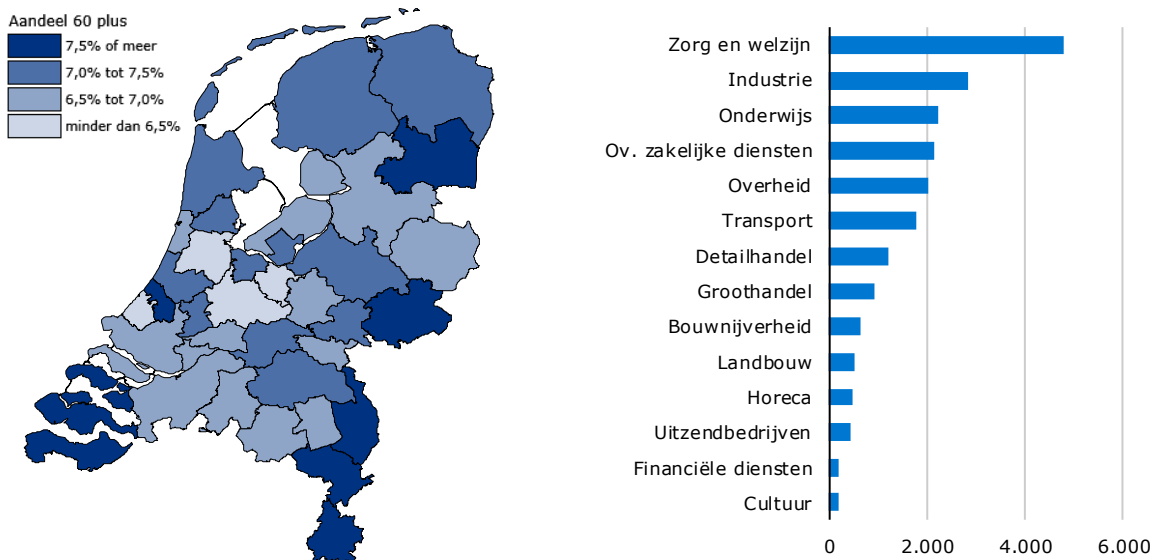 Aandeel 60 plus
7,5% of meer
7,0% tot 7,5%
6,5% tot 7,0%
minder dan 6,5%
Zorg en welzijn
Industrie
Onderwijs
Ov. zakelijke diensten
Overheid
Transport
Detailhandel
Groothandel
Bouwnijverheid
Landbouw
Horeca
Uitzendbedrijven
Financiële diensten
Cultuur
0 2.000 4.000 6.000